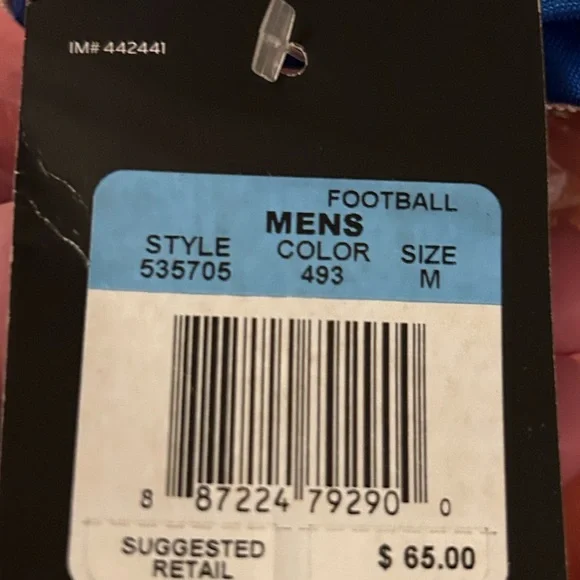 IM# 442441
FOOTBALL
MENS
STYLE COLOR SIZE
535705 493 M
8 87224 79290 0
SUGGESTED
RETAIL $ 65.00